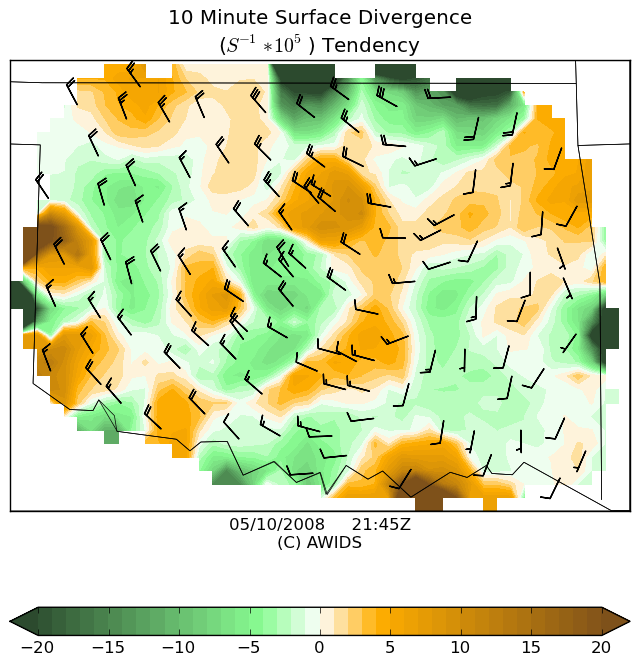 10 Minute Surface Divergence
(S⁻¹ *10⁵ ) Tendency
05/10/2008 21:45Z
(C) AWIDS
−20 −15 −10 −5 0 5 10 15 20